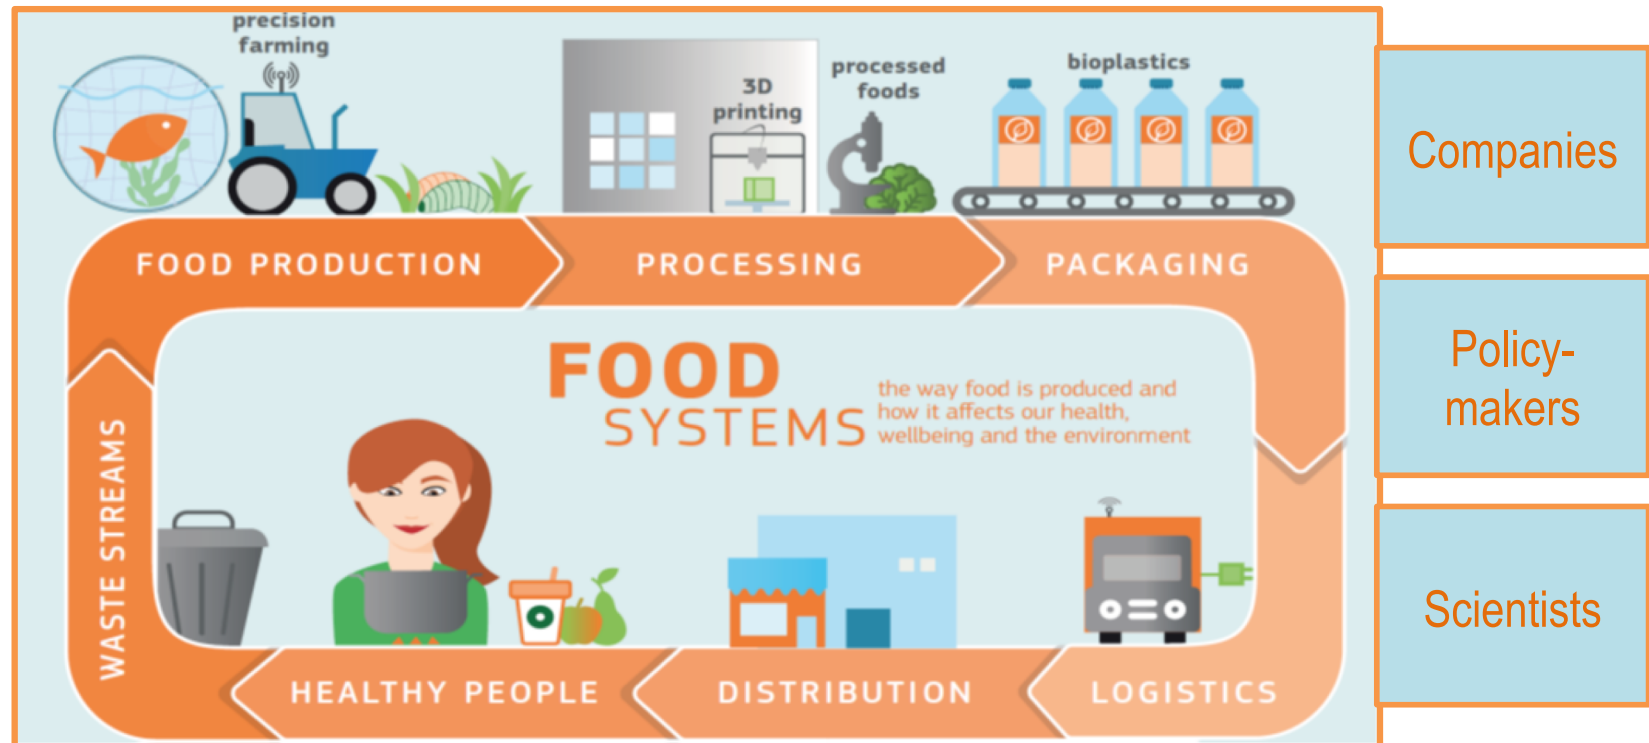 precision
farming
3D
printing
processed
foods
bioplastics
FOOD PRODUCTION
PROCESSING
PACKAGING
FOOD
SYSTEMS
the way food is produced and
how it affects our health,
wellbeing and the environment
WASTE STREAMS
HEALTHY PEOPLE
DISTRIBUTION
LOGISTICS
Companies
Policy-
makers
Scientists